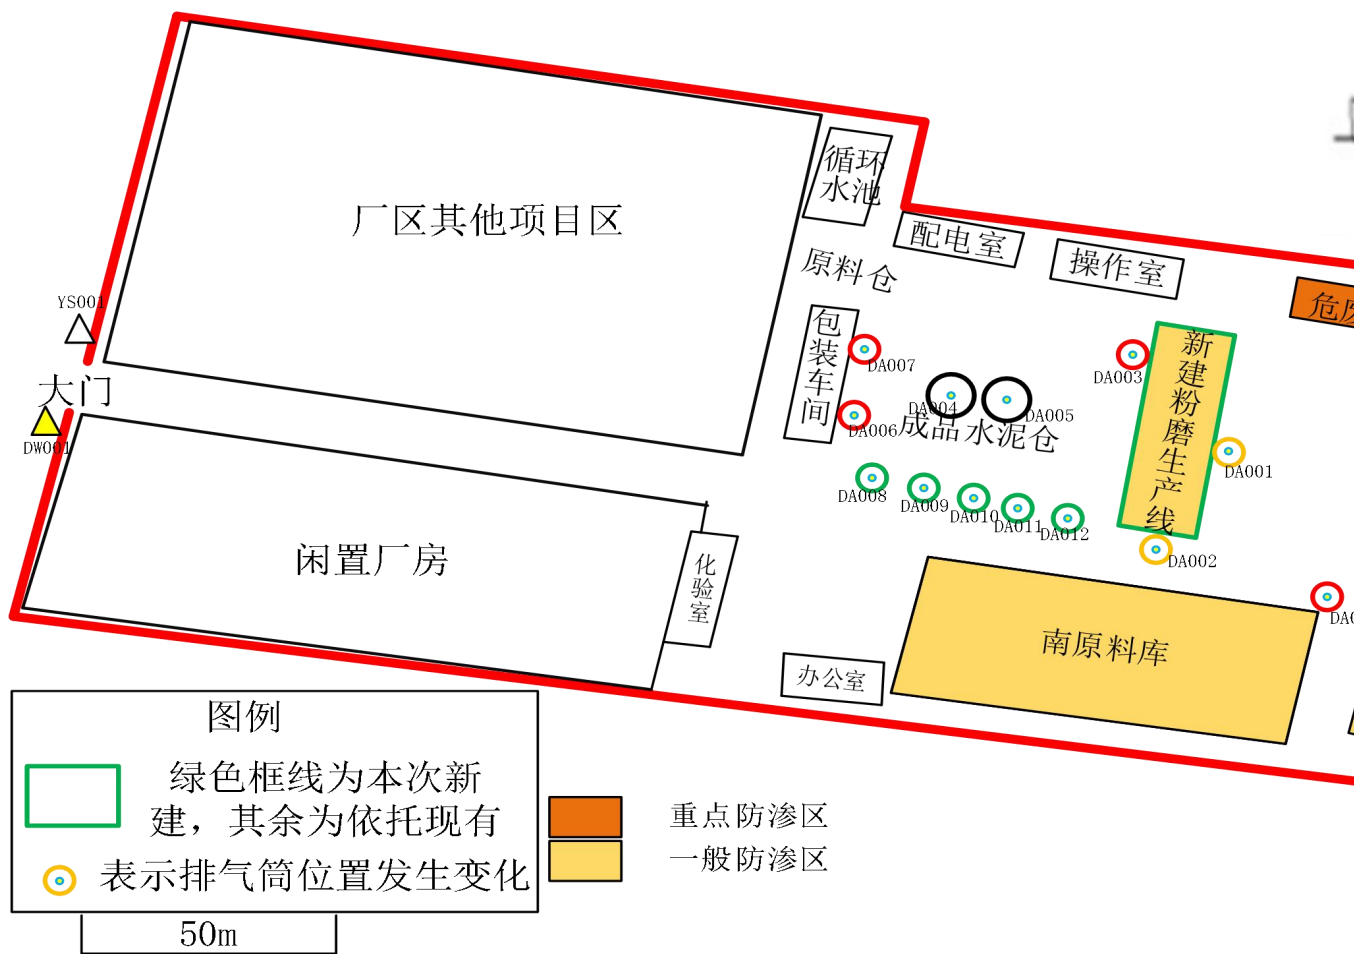 循环
水池
厂区其他项目区
配电室
操作室
原料仓
危废
YS001
包装车间
新建粉磨生产线
DA007
DA003
大门
DA004
DA005
DA006
成品水泥仓
DW001
DA001
DA008
DA009
DA010
DA011
DA012
闲置厂房
化验室
DA002
DA0
南原料库
办公室
图例
绿色框线为本次新
建，其余为依托现有
重点防渗区
一般防渗区
表示排气筒位置发生变化
50m